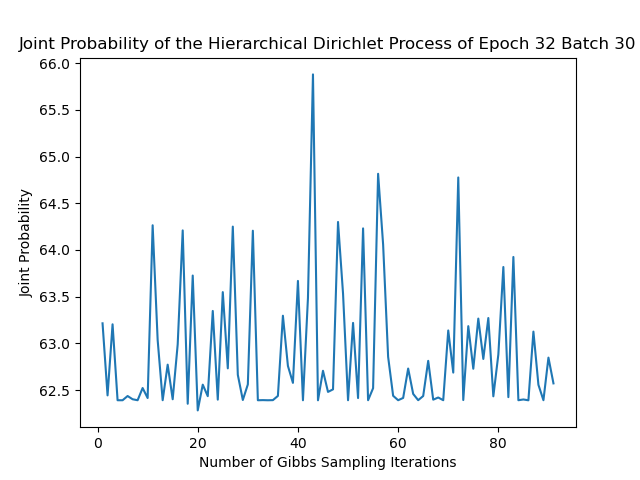 Joint Probability of the Hierarchical Dirichlet Process of Epoch 32 Batch 30
66.0
65.5
65.0
64.5
64.0
63.5
63.0
62.5
Joint Probability
0 20 40 60 80
Number of Gibbs Sampling Iterations